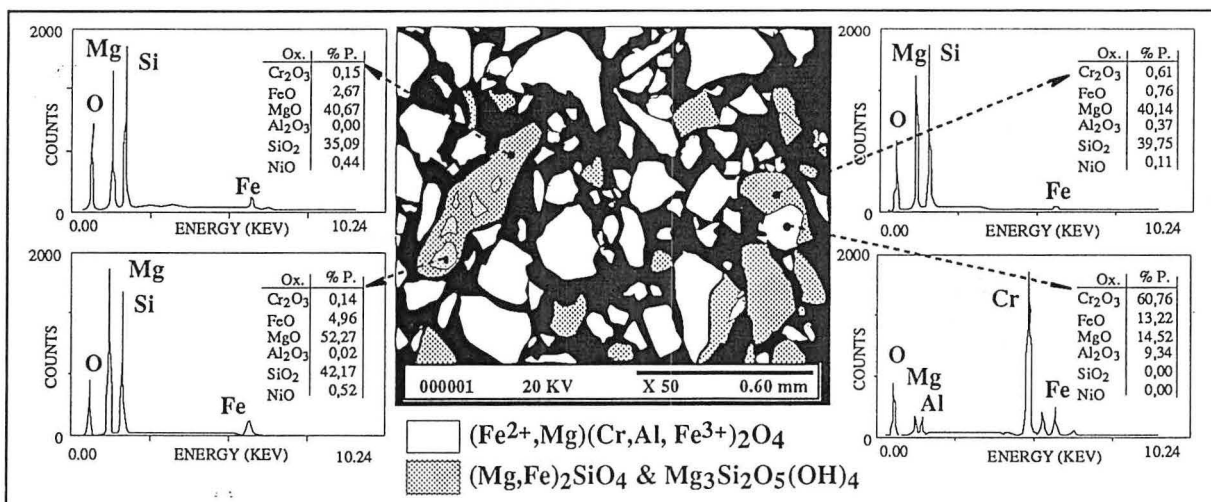 2000
Mg
Si
O
Fe
0
0.00
10.24
ENERGY (KEV)
COUNTS
Ox. % P.
Cr2O3 0,15
FeO 2,67
MgO 40,67
Al2O3 0,00
SiO2 35,09
NiO 0,44
2000
Mg
Si
O
Fe
0
0.00
10.24
ENERGY (KEV)
COUNTS
Ox. % P.
Cr2O3 0,61
FeO 0,76
MgO 40,14
Al2O3 0,37
SiO2 39,75
NiO 0,11
2000
Mg
Si
O
Fe
0
0.00
10.24
ENERGY (KEV)
COUNTS
Ox. % P.
Cr2O3 0,14
FeO 4,96
MgO 52,27
Al2O3 0,02
SiO2 42,17
NiO 0,52
2000
Cr
O
Mg
Al
Fe
0
0.00
10.24
ENERGY (KEV)
COUNTS
Ox. % P.
Cr2O3 60,76
FeO 13,22
MgO 14,52
Al2O3 9,34
SiO2 0,00
NiO 0,00
000001 20 KV X 50 0.60 mm
(Fe2+,Mg)(Cr,Al, Fe3+)2O4
(Mg,Fe)2SiO4 & Mg3Si2O5(OH)4